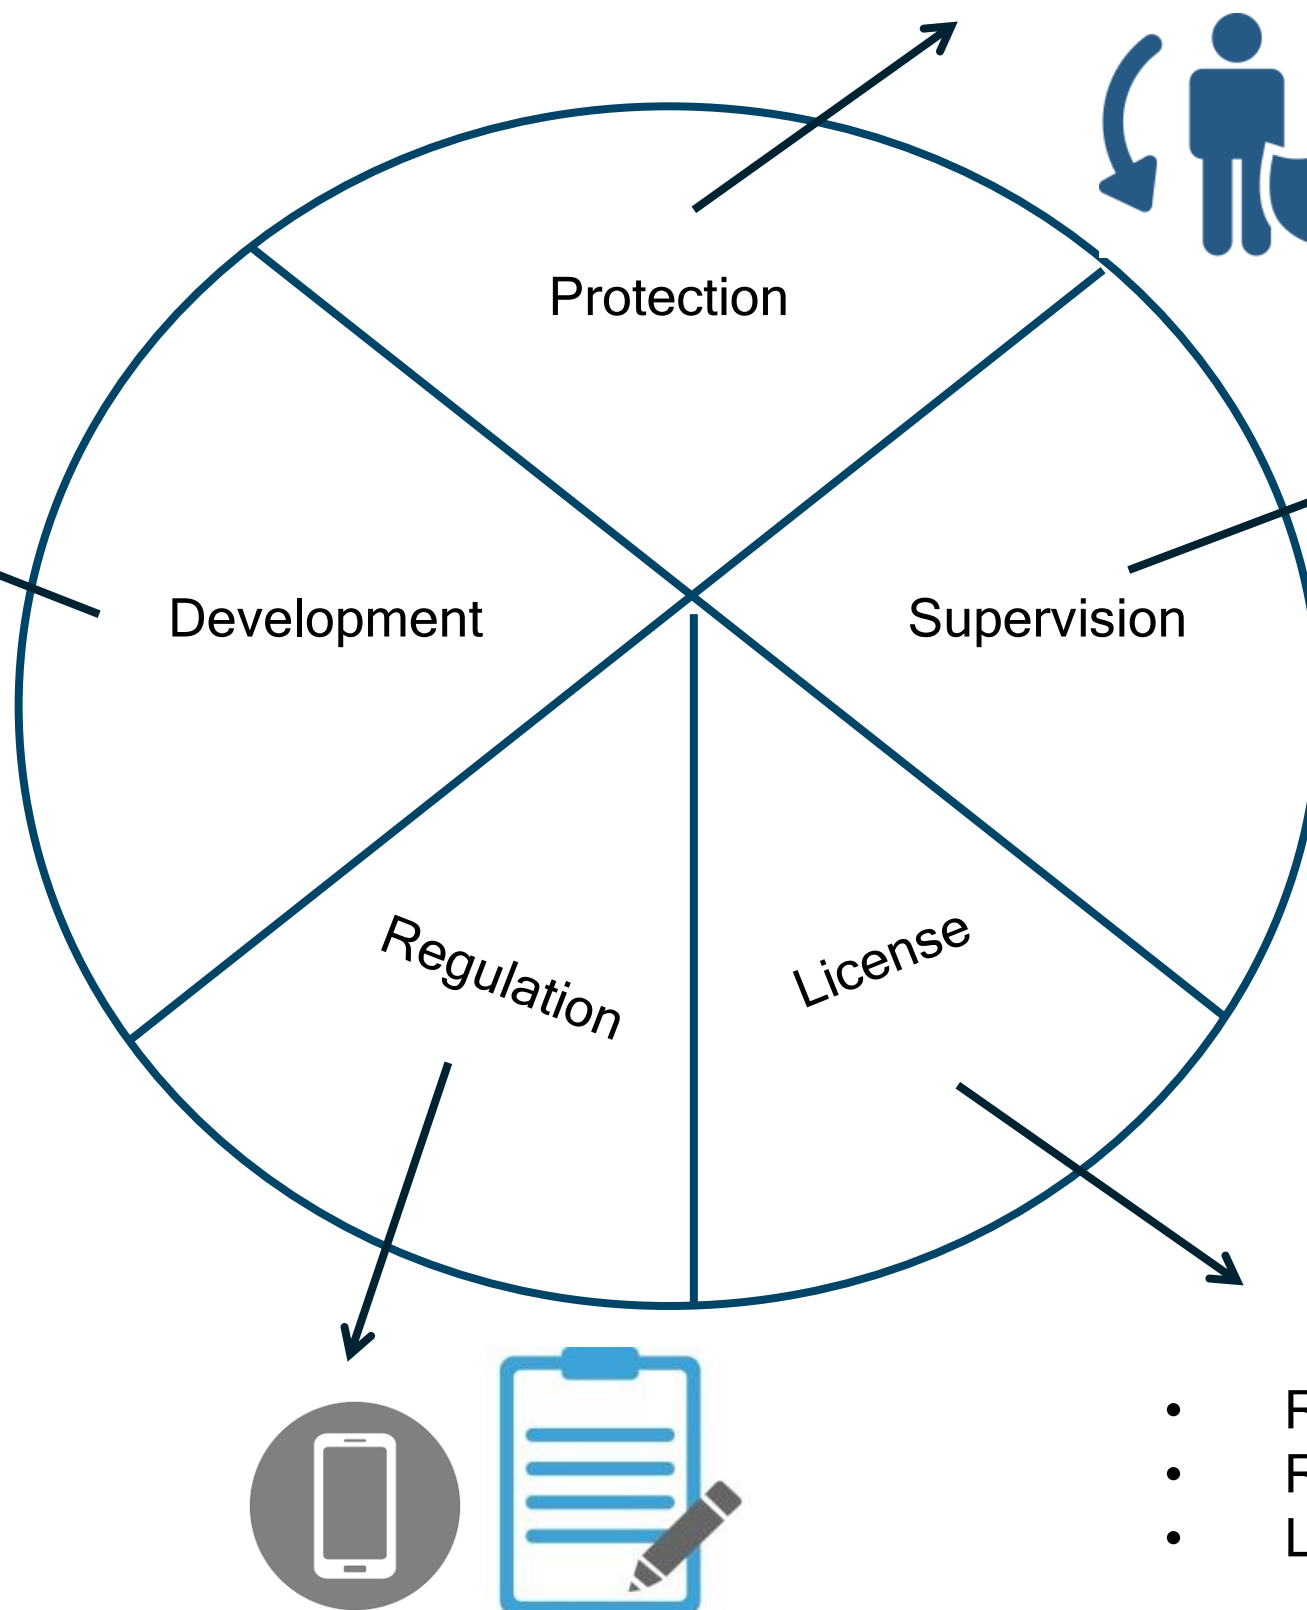 Protection
Development
Supervision
Regulation
License
• R
• R
• L